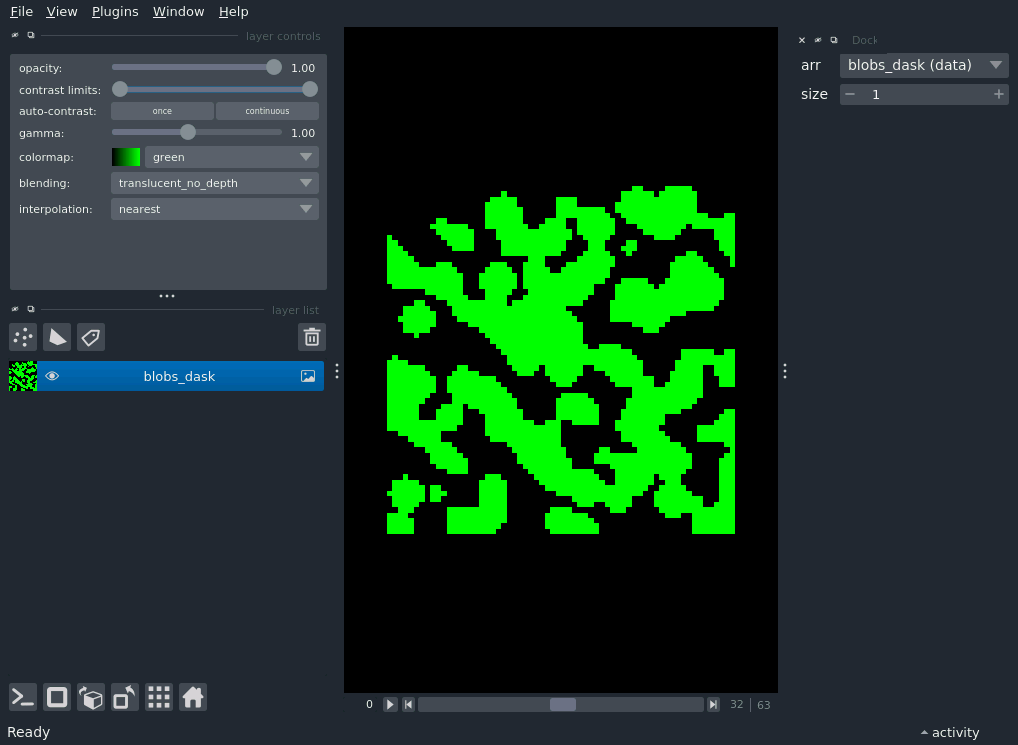 File View Plugins Window Help
layer controls
opacity: 1.00
contrast limits:
auto-contrast: once continuous
gamma: 1.00
colormap: green
blending: translucent_no_depth
interpolation: nearest
layer list
blobs_dask
Dock
arr blobs_dask (data)
size 1
0 32 63
Ready
activity